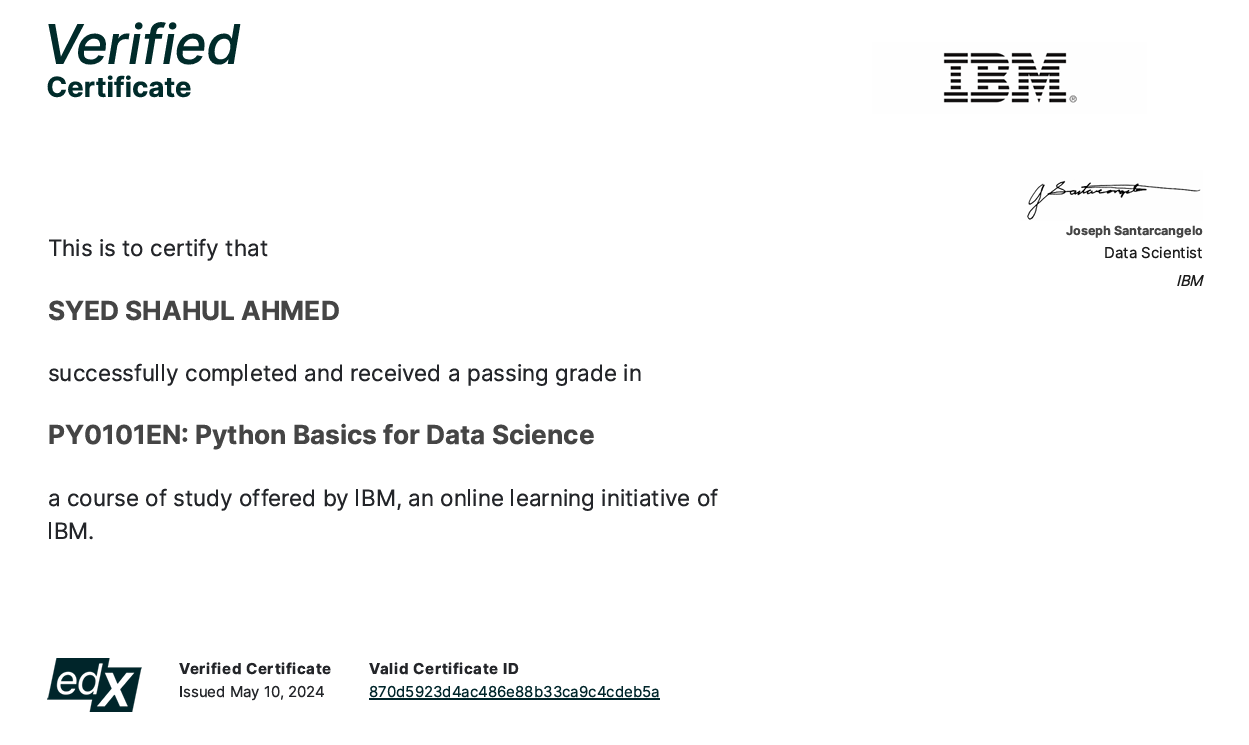 Verified
Certificate
IBM®
J Santarcangelo
Joseph Santarcangelo
Data Scientist
IBM
This is to certify that
SYED SHAHUL AHMED
successfully completed and received a passing grade in
PY0101EN: Python Basics for Data Science
a course of study offered by IBM, an online learning initiative of
IBM.
edX
Verified Certificate
Issued May 10, 2024
Valid Certificate ID
870d5923d4ac486e88b33ca9c4cdeb5a